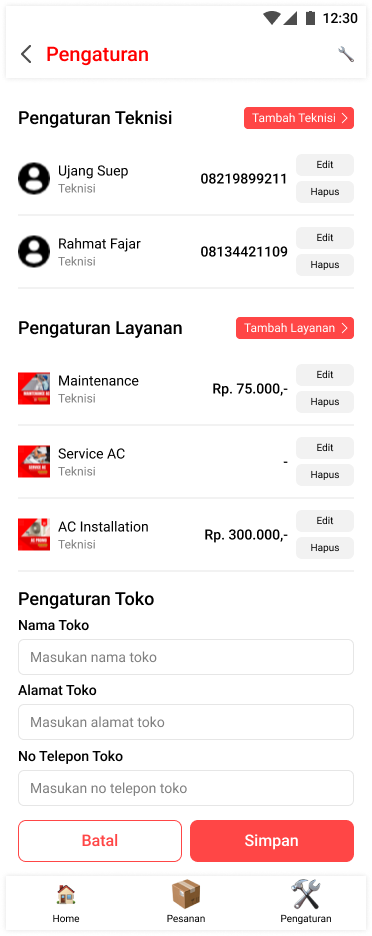 12:30
Pengaturan
Pengaturan Teknisi
Tambah Teknisi
Ujang Suep
Teknisi
08219899211
Edit
Hapus
Rahmat Fajar
Teknisi
08134421109
Edit
Hapus
Pengaturan Layanan
Tambah Layanan
Maintenance
Teknisi
Rp. 75.000,-
Edit
Hapus
Service AC
Teknisi
-
Edit
Hapus
AC Installation
Teknisi
Rp. 300.000,-
Edit
Hapus
Pengaturan Toko
Nama Toko
Masukan nama toko
Alamat Toko
Masukan alamat toko
No Telepon Toko
Masukan no telepon toko
Batal
Simpan
Home
Pesanan
Pengaturan